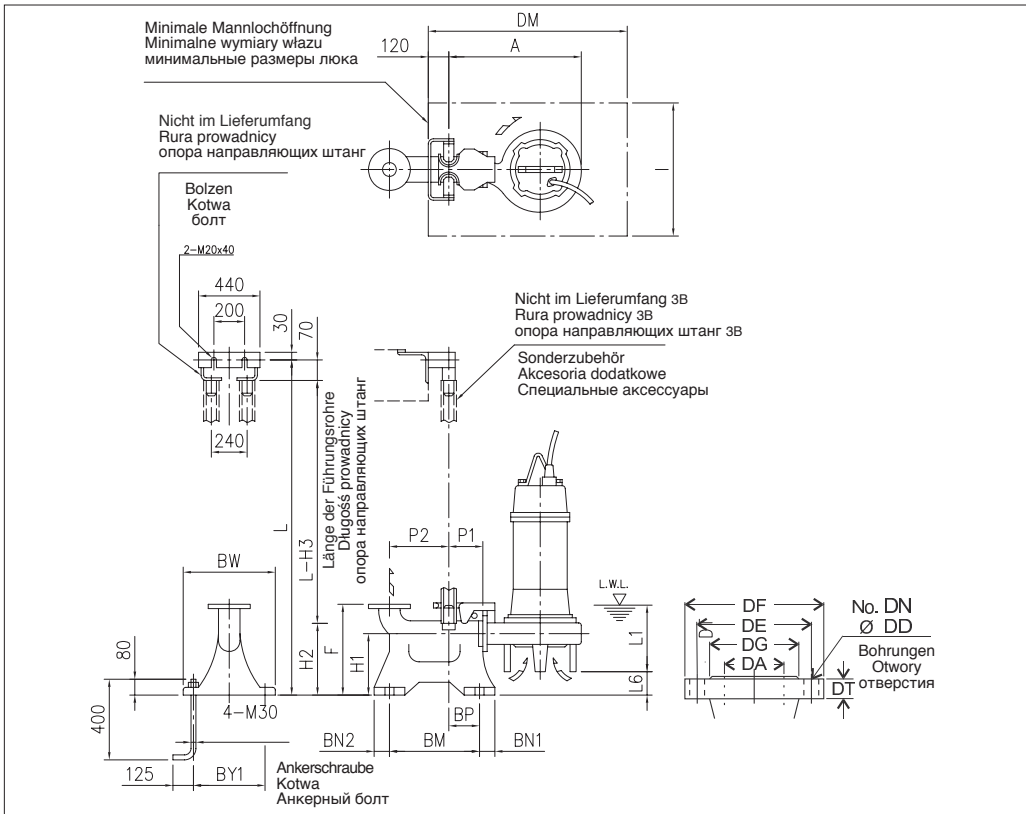 Minimale Mannlochöffnung
Minimalne wymiary włazu
минимальные размеры люка
DM
120
A
I
Nicht im Lieferumfang
Rura prowadnicy
опора направляющих штанг
Bolzen
Kotwa
болт
2-M20x40
440
200
30
70
240
Nicht im Lieferumfang 3B
Rura prowadnicy 3B
опора направляющих штанг 3B
Sonderzubehör
Akcesoria dodatkowe
Специальные аксессуары
L
L-H3
Länge der Führungsrohre
Długość prowadnicy
опора направляющих штанг
P2
P1
BW
L.W.L.
H2
H1
F
L1
L6
80
400
4-M30
BP
BN2
BM
BN1
125
BY1
Ankerschraube
Kotwa
Анкерный болт
DF
DE
DG
DA
DT
No. DN
Ø DD
Bohrungen
Otwory
отверстия